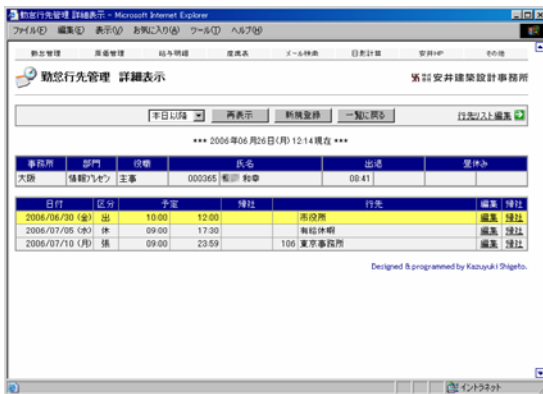 勤怠行先管理 詳細表示 - Microsoft Internet Explorer
ファイル(F) 編集(E) 表示(V) お気に入り(A) ツール(T) ヘルプ(H)
勤怠管理 原価管理 給与明細 座席表 メール検索 日影計算 安井HP その他
勤怠行先管理 詳細表示
安井建築設計事務所
本日以降 再表示 新規登録 一覧に戻る 行先リスト編集
*** 2006年06月26日(月) 12:14 現在 ***
事務所 部門 役職 氏名 出退 昼休み
大阪 情報プレゼン 主事 000365 和幸 08:41
日付 区分 予定 帰社 行先 編集 帰社
2006/06/30 (金) 出 10:00 12:00 市役所 編集 帰社
2006/07/05 (水) 休 09:00 17:30 有給休暇 編集 帰社
2006/07/10 (月) 張 09:00 23:59 106 東京事務所 編集 帰社
Designed & programmed by Kazuyuki Shigeto.
イントラネット